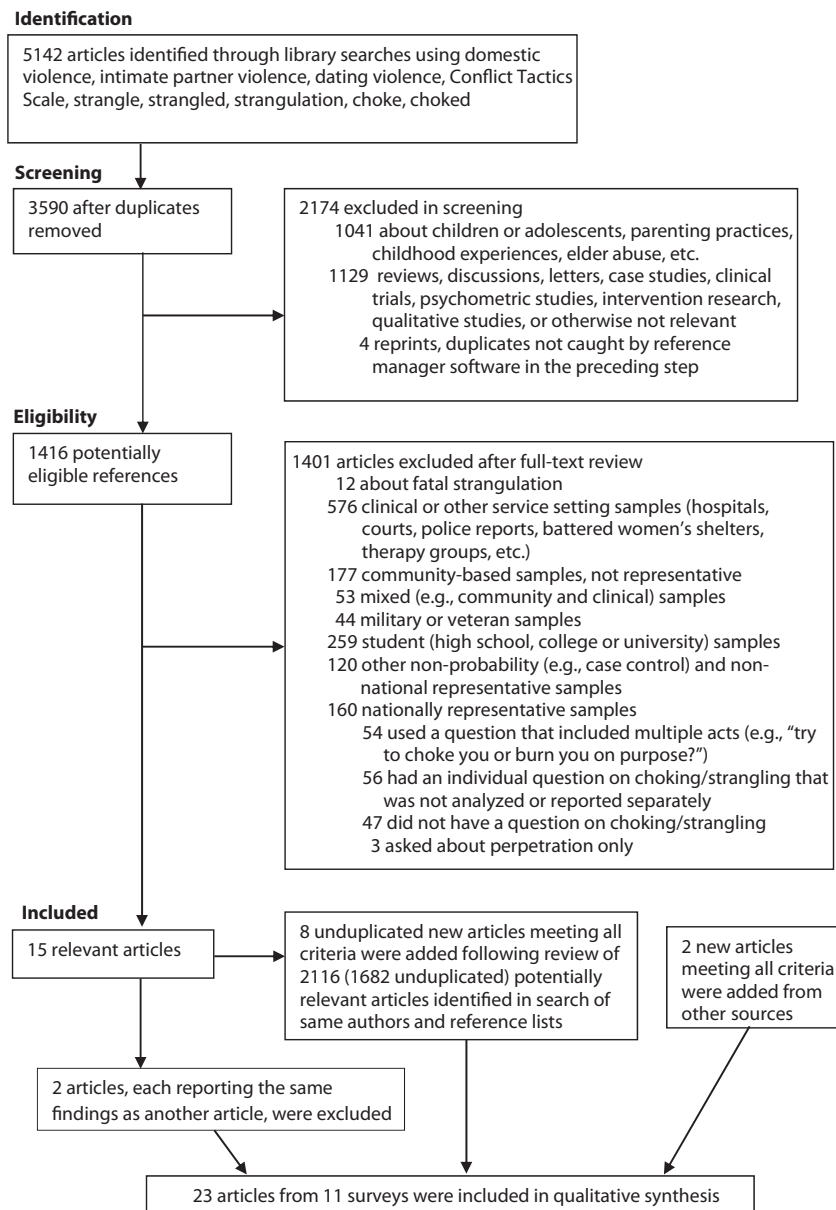 Identification
5142 articles identified through library searches using domestic
violence, intimate partner violence, dating violence, Conflict Tactics
Scale, strangle, strangled, strangulation, choke, choked
Screening
3590 after duplicates
removed
2174 excluded in screening
1041 about children or adolescents, parenting practices,
childhood experiences, elder abuse, etc.
1129 reviews, discussions, letters, case studies, clinical
trials, psychometric studies, intervention research,
qualitative studies, or otherwise not relevant
4 reprints, duplicates not caught by reference
manager software in the preceding step
Eligibility
1416 potentially
eligible references
1401 articles excluded after full-text review
12 about fatal strangulation
576 clinical or other service setting samples (hospitals,
courts, police reports, battered women's shelters,
therapy groups, etc.)
177 community-based samples, not representative
53 mixed (e.g., community and clinical) samples
44 military or veteran samples
259 student (high school, college or university) samples
120 other non-probability (e.g., case control) and non-
national representative samples
160 nationally representative samples
54 used a question that included multiple acts (e.g., “try
to choke you or burn you on purpose?”)
56 had an individual question on choking/strangling that
was not analyzed or reported separately
47 did not have a question on choking/strangling
3 asked about perpetration only
Included
15 relevant articles
8 unduplicated new articles meeting all
criteria were added following review of
2116 (1682 unduplicated) potentially
relevant articles identified in search of
same authors and reference lists
2 new articles
meeting all criteria
were added from
other sources
2 articles, each reporting the same
findings as another article, were excluded
23 articles from 11 surveys were included in qualitative synthesis